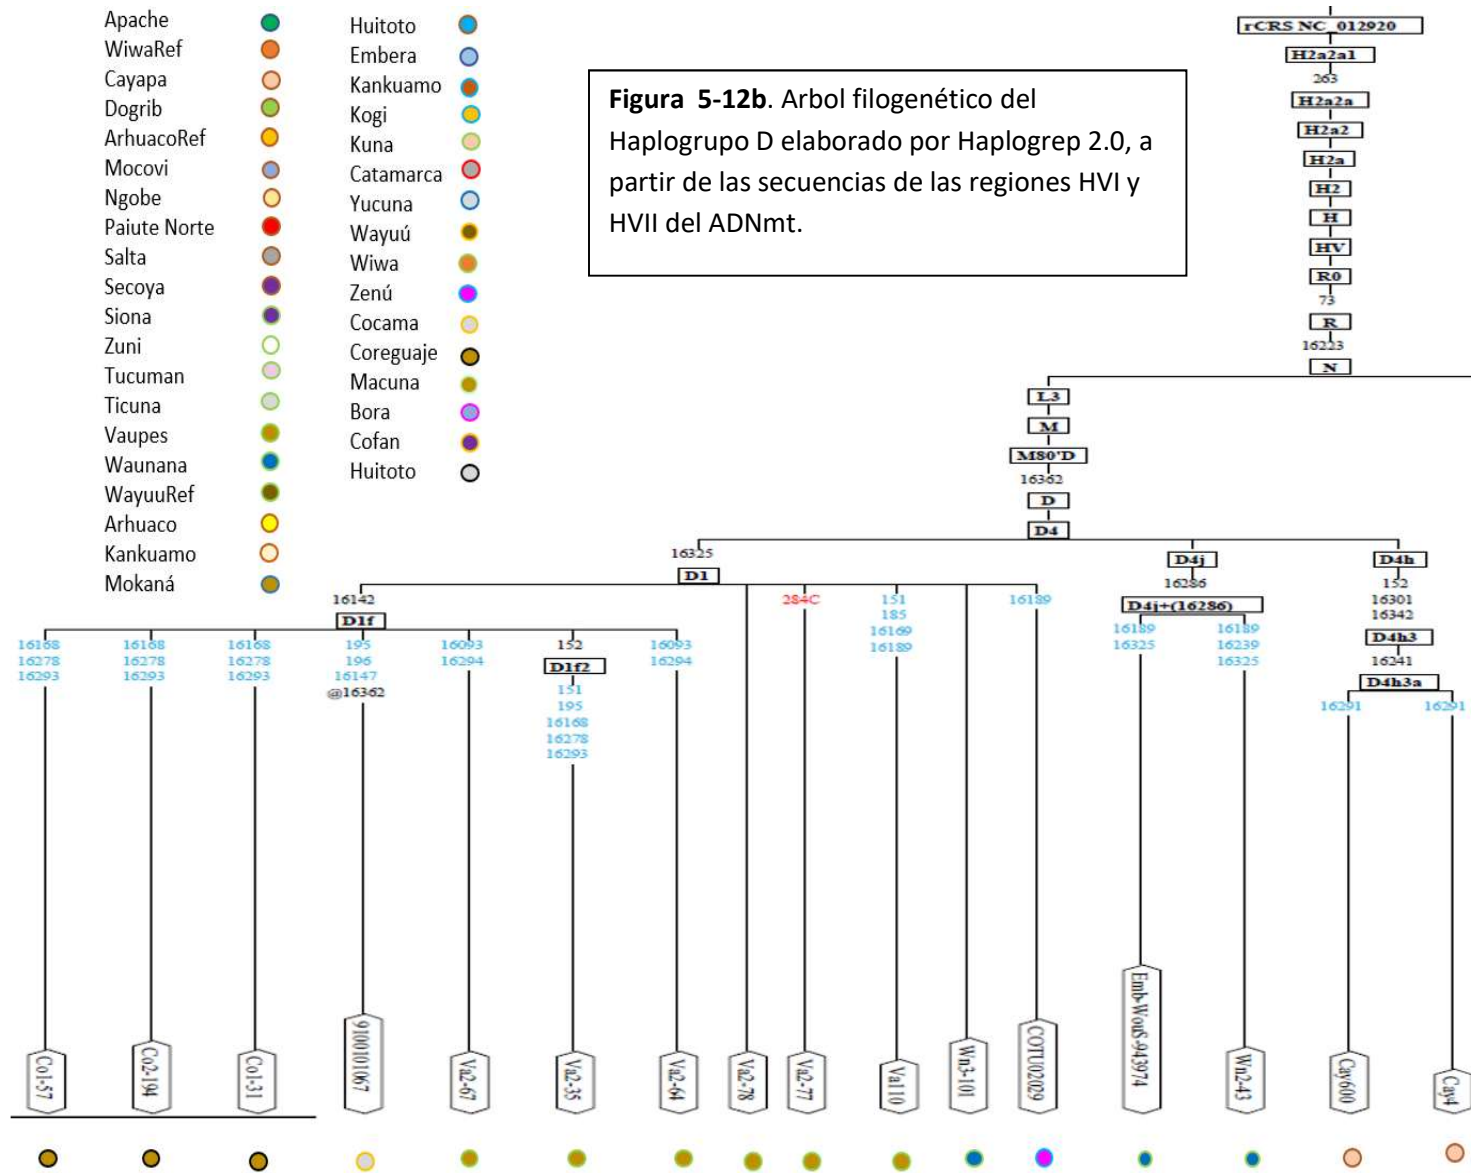 Apache
WiwaRef
Cayapa
Dogrib
ArhuacoRef
Mocovi
Ngobe
Paiute Norte
Salta
Secoya
Siona
Zuni
Tucuman
Ticuna
Vaupes
Waunana
WayuuRef
Arhuaco
Kankuamo
Mokaná
Huitoto
Embera
Kankuamo
Kogi
Kuna
Catamarca
Yucuna
Wayuú
Wiwa
Zenú
Cocama
Coreguaje
Macuna
Bora
Cofan
Huitoto
Figura 5-12b. Arbol filogenético del
Haplogrupo D elaborado por Haplogrep 2.0, a
partir de las secuencias de las regiones HVI y
HVII del ADNmt.
rCRS NC_012920
H2a2a1
263
H2a2a
H2a2
H2a
H2
H
HV
R0
73
R
16223
N
L3
M
M80'D
16362
D
D4
16325
D1
D4j
16286
D4j+(16286)
D4h
152
16301
16342
D4h3
16241
D4h3a
16142
D1f
284C
151
185
16169
16189
16189
16189
16325
16189
16239
16325
16291
16291
16168
16278
16293
16168
16278
16293
16168
16278
16293
195
196
16147
@16362
16093
16294
152
D1f2
151
195
16168
16278
16293
16093
16294
Co1-57
Co2-194
Co1-31
9100101067
Va2-67
Va2-35
Va2-64
Va2-78
Va2-77
Va110
Wn3-101
COTU02029
Emb-WouS-943974
Wn2-43
Cay600
Cay4